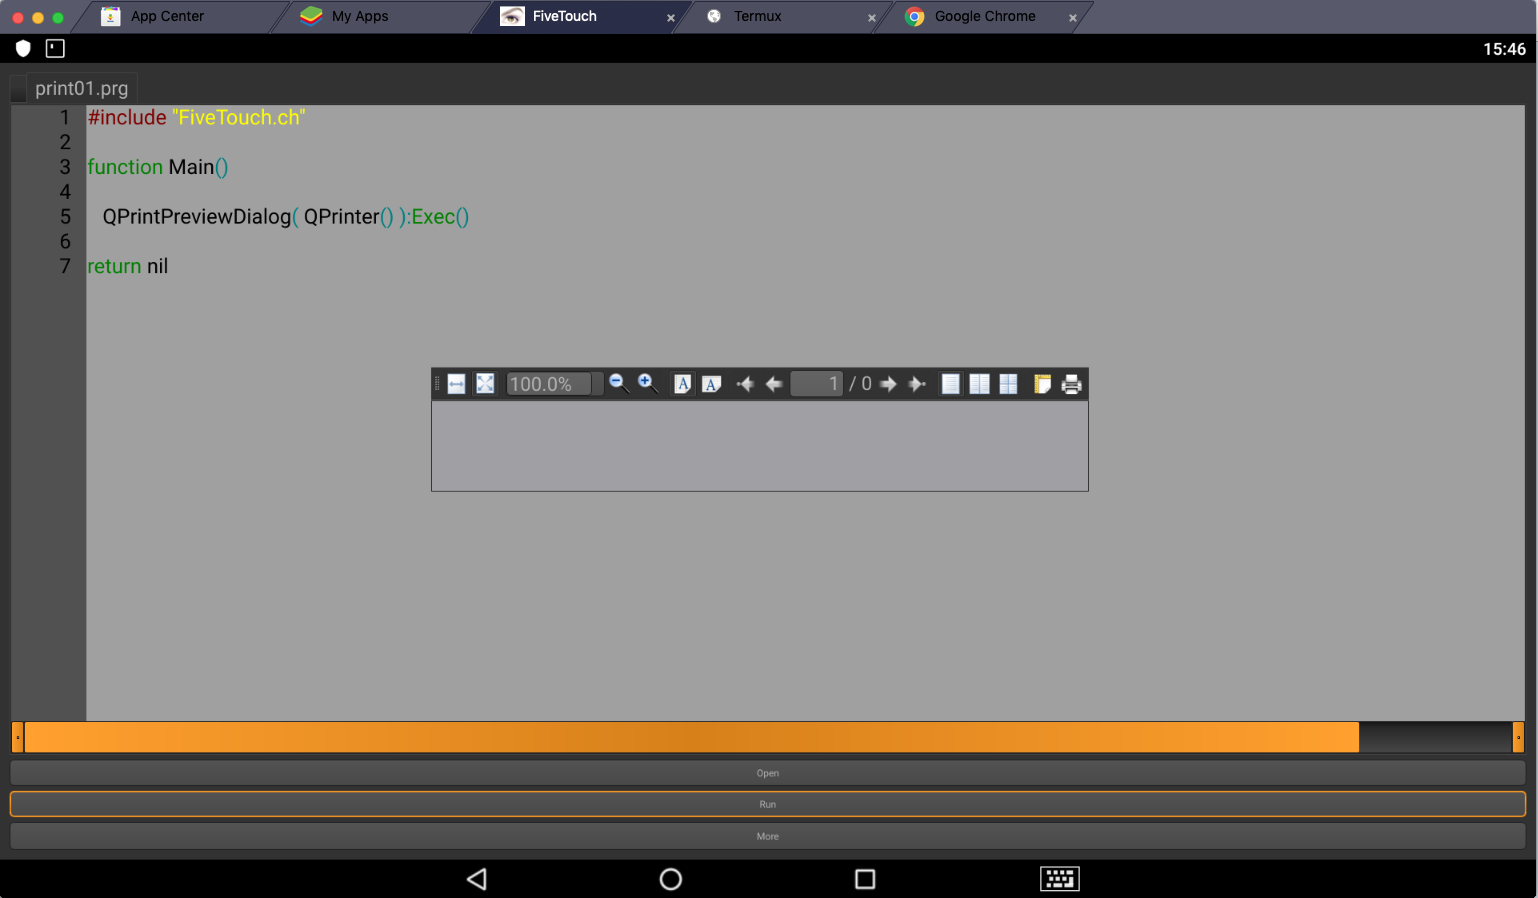 App Center
My Apps
FiveTouch
Termux
Google Chrome
15:46
print01.prg
1 #include "FiveTouch.ch"
2
3 function Main()
4
5 QPrintPreviewDialog( QPrinter() ):Exec()
6
7 return nil
100.0% A A 1 / 0
Open
Run
More